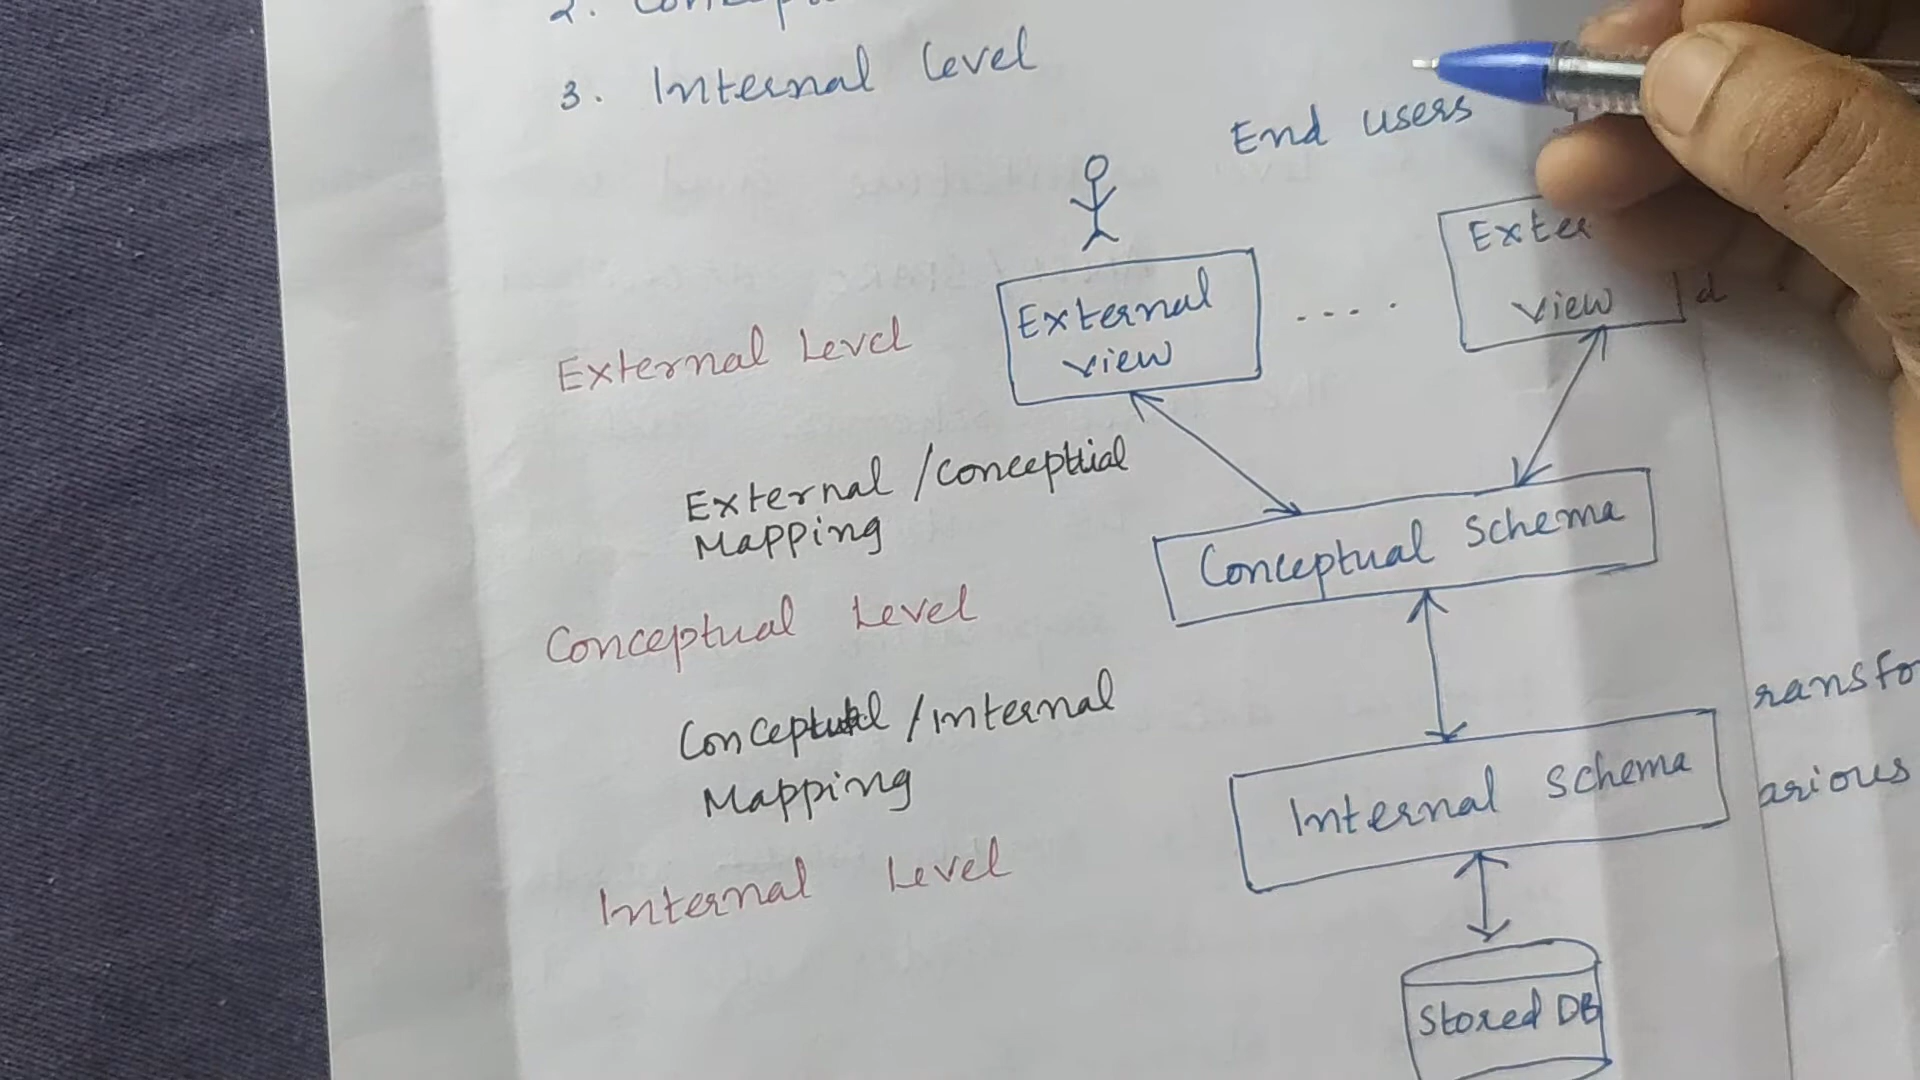 3. Internal Level
End users
External
view
....
view
External Level
External / conceptual
Mapping
Conceptual Schema
Conceptual Level
Conceptual / internal
Mapping
Internal Schema
arious
Internal Level
Stored DB